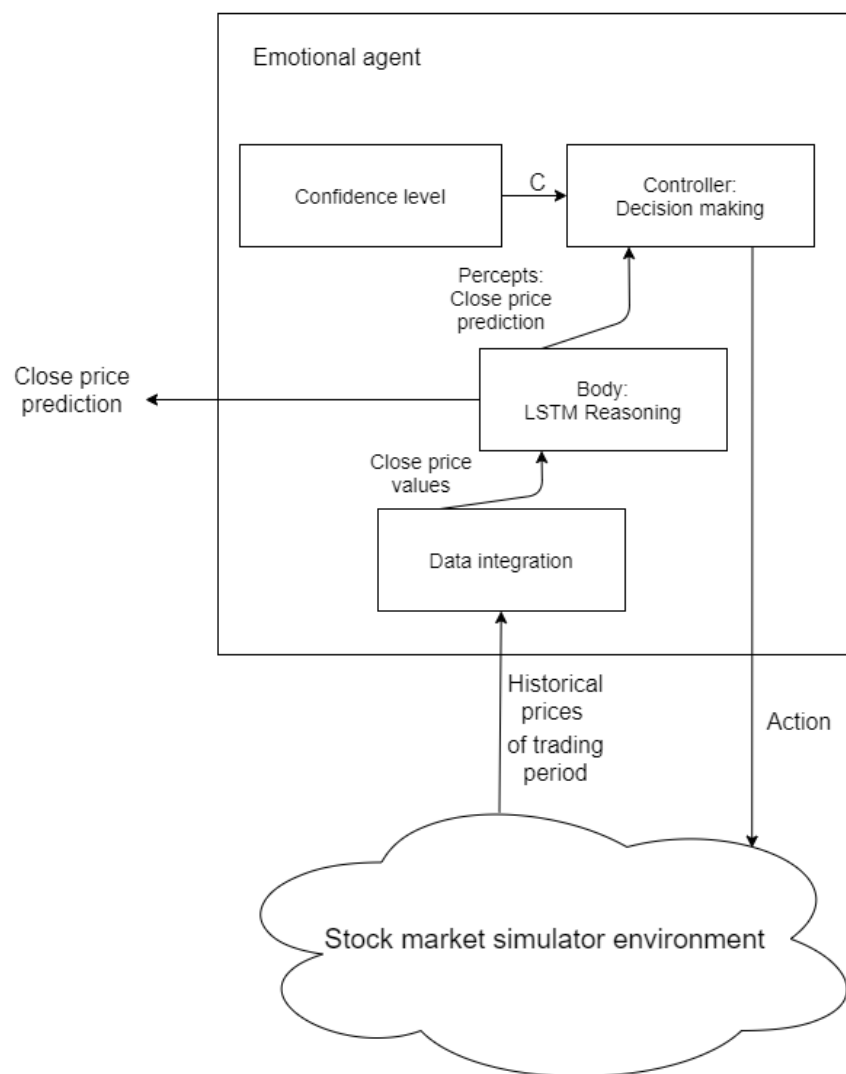 Emotional agent
Confidence level
C
Controller:
Decision making
Percepts:
Close price
prediction
Close price
prediction
Body:
LSTM Reasoning
Close price
values
Data integration
Historical
prices
of trading
period
Action
Stock market simulator environment